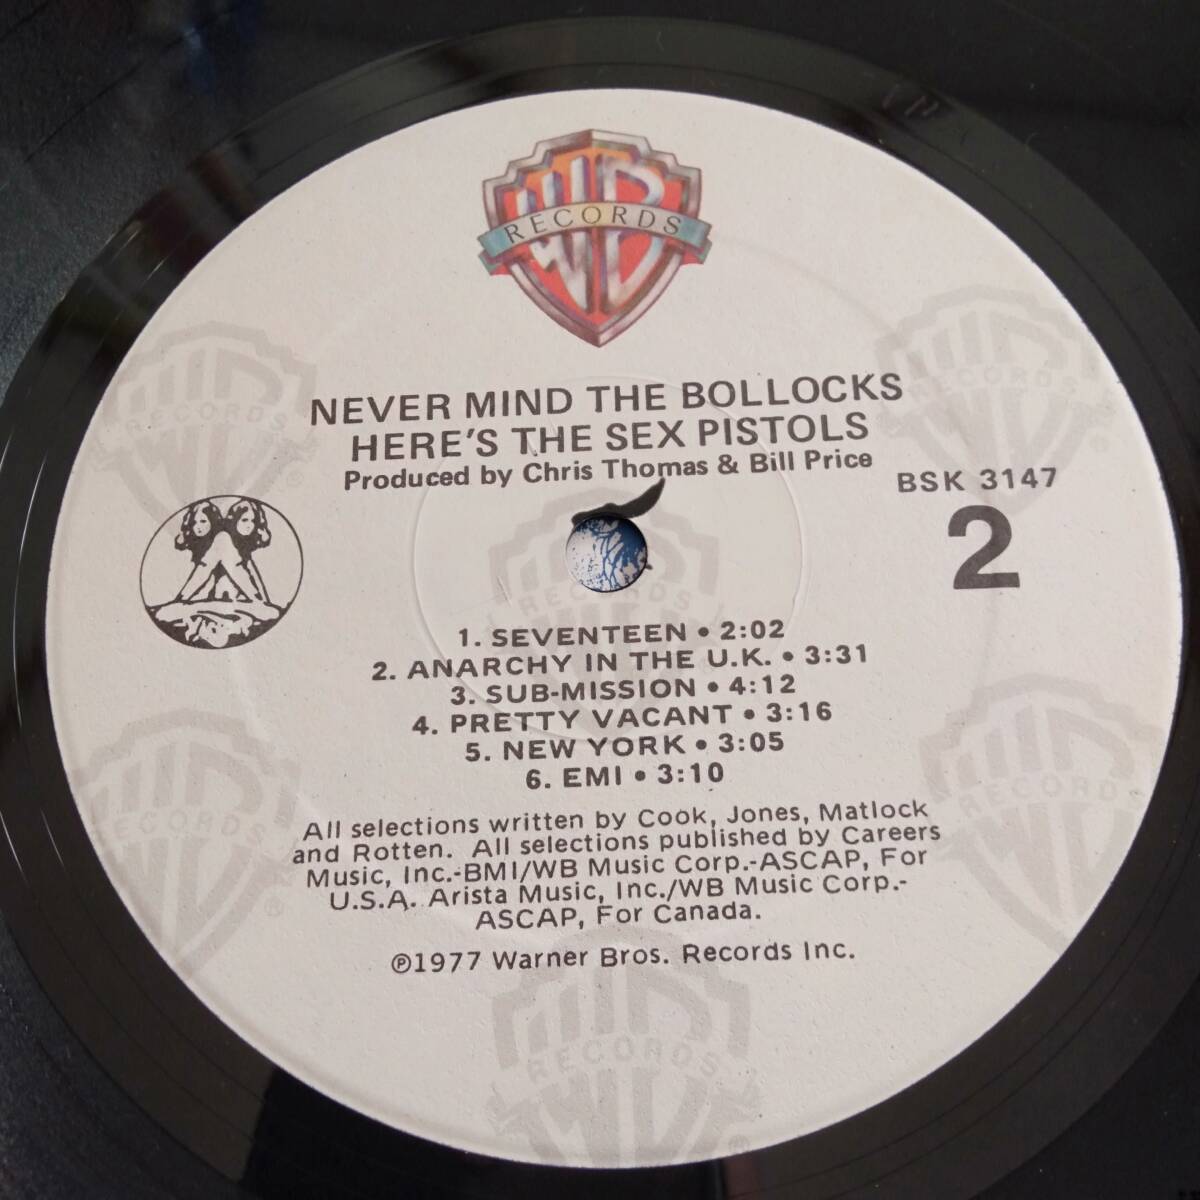 WB
RECORDS
NEVER MIND THE BOLLOCKS
HERE'S THE SEX PISTOLS
Produced by Chris Thomas & Bill Price
BSK 3147
2
1. SEVENTEEN • 2:02
2. ANARCHY IN THE U.K. • 3:31
3. SUB-MISSION • 4:12
4. PRETTY VACANT • 3:16
5. NEW YORK • 3:05
6. EMI • 3:10
All selections written by Cook, Jones, Matlock
and Rotten. All selections published by Careers
Music, Inc.-BMI/WB Music Corp.-ASCAP, For
U.S.A. Arista Music, Inc./WB Music Corp.-
ASCAP, For Canada.
℗1977 Warner Bros. Records Inc.